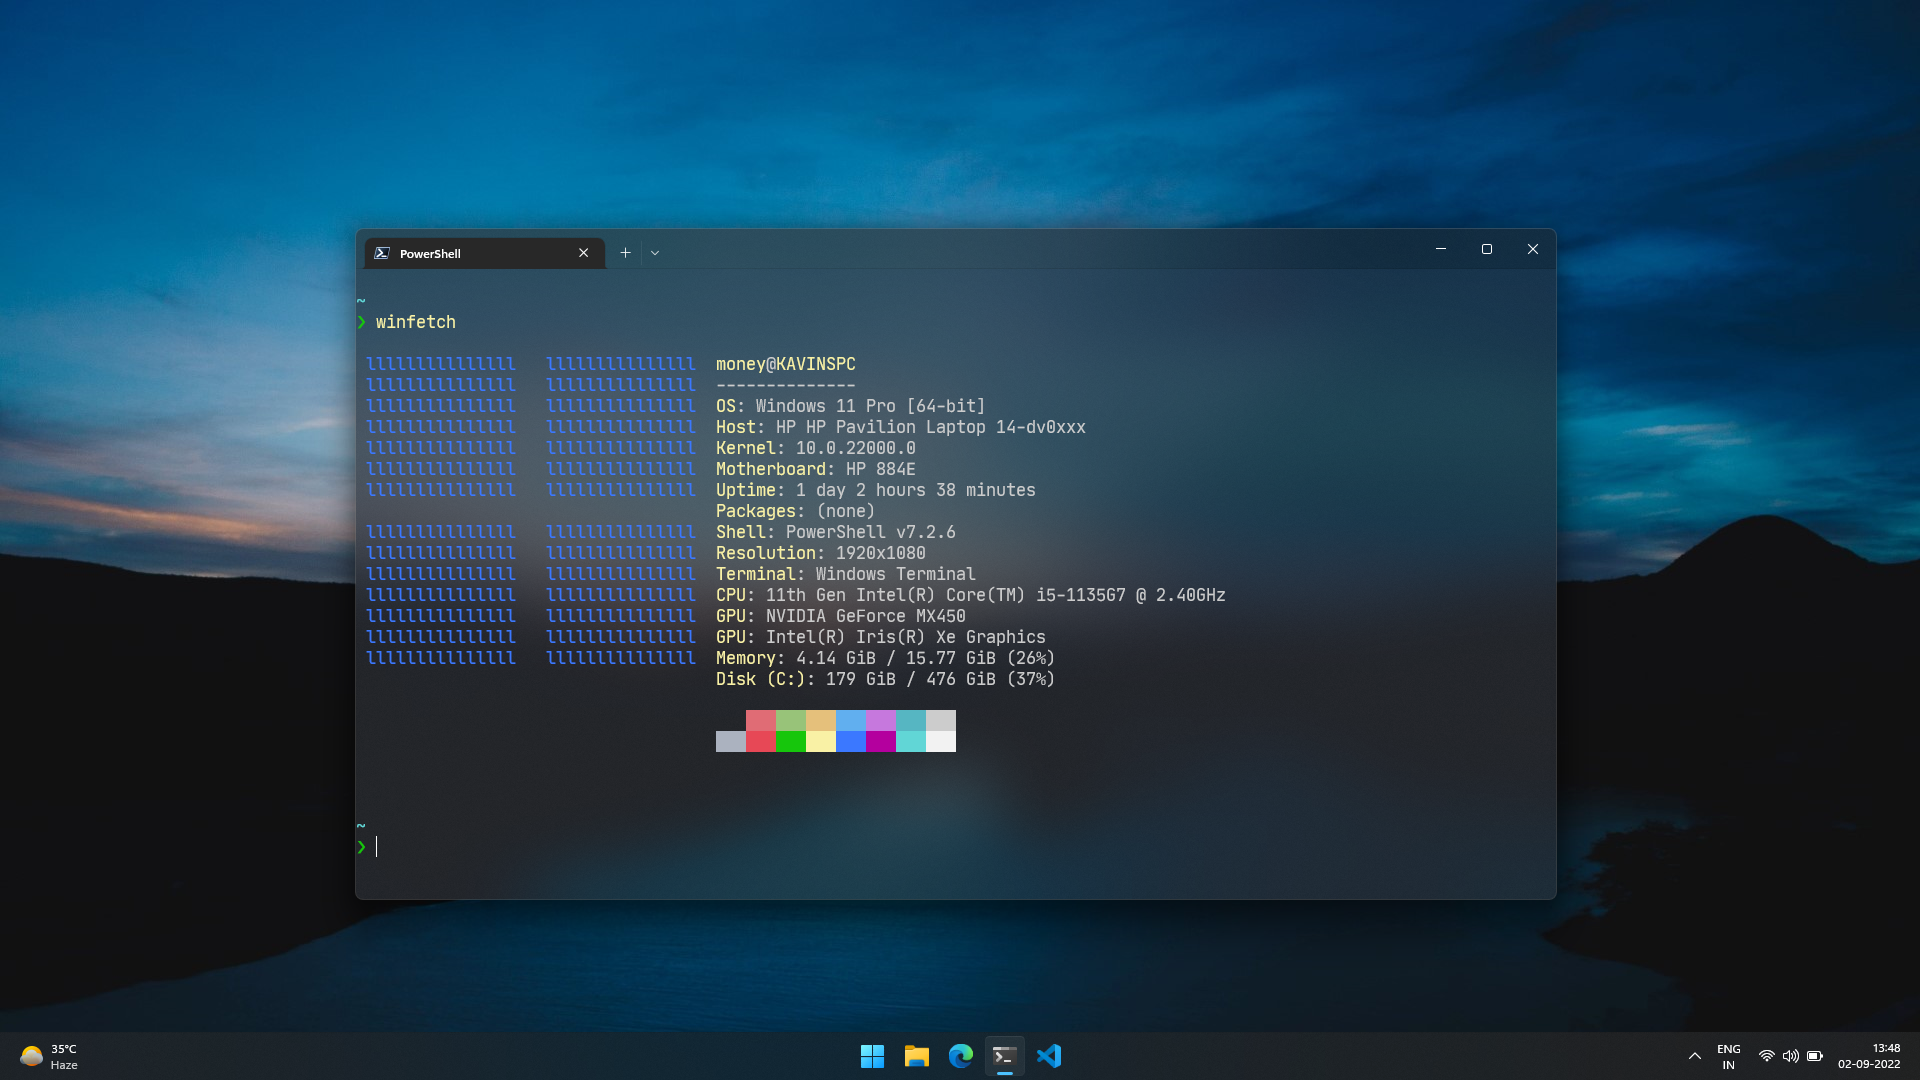 PowerShell
~
❯ winfetch
lllllllllllllll   lllllllllllllll  money@KAVINSPC
lllllllllllllll   lllllllllllllll  --------------
lllllllllllllll   lllllllllllllll  OS: Windows 11 Pro [64-bit]
lllllllllllllll   lllllllllllllll  Host: HP HP Pavilion Laptop 14-dv0xxx
lllllllllllllll   lllllllllllllll  Kernel: 10.0.22000.0
lllllllllllllll   lllllllllllllll  Motherboard: HP 884E
lllllllllllllll   lllllllllllllll  Uptime: 1 day 2 hours 38 minutes
Packages: (none)
lllllllllllllll   lllllllllllllll  Shell: PowerShell v7.2.6
lllllllllllllll   lllllllllllllll  Resolution: 1920x1080
lllllllllllllll   lllllllllllllll  Terminal: Windows Terminal
lllllllllllllll   lllllllllllllll  CPU: 11th Gen Intel(R) Core(TM) i5-1135G7 @ 2.40GHz
lllllllllllllll   lllllllllllllll  GPU: NVIDIA GeForce MX450
lllllllllllllll   lllllllllllllll  GPU: Intel(R) Iris(R) Xe Graphics
lllllllllllllll   lllllllllllllll  Memory: 4.14 GiB / 15.77 GiB (26%)
Disk (C:): 179 GiB / 476 GiB (37%)
~
❯
35°C
Haze
ENG
IN
13:48
02-09-2022